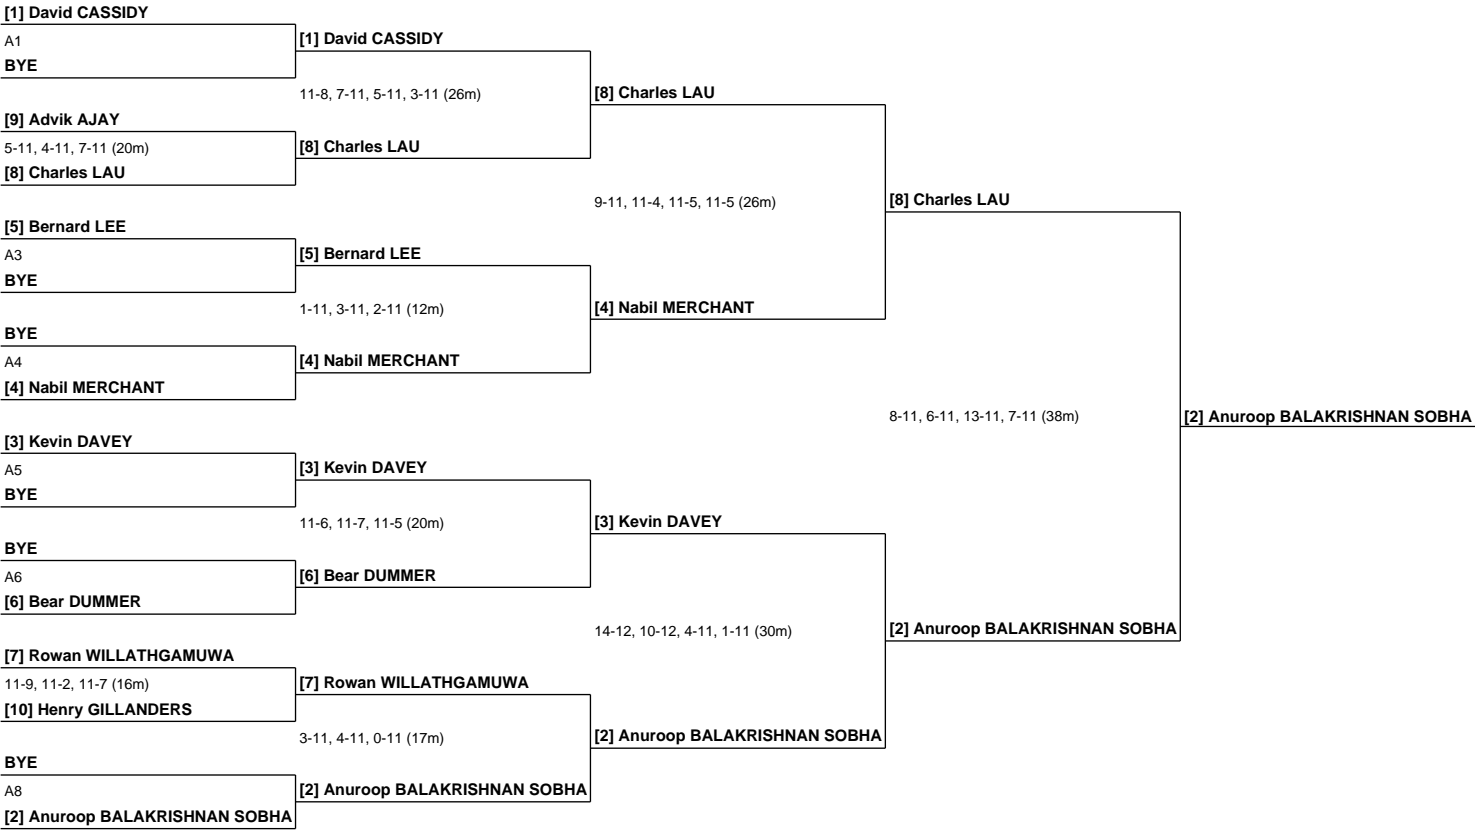 [1] David CASSIDY
A1
BYE
[9] Advik AJAY
5-11, 4-11, 7-11 (20m)
[8] Charles LAU
[5] Bernard LEE
A3
BYE
BYE
A4
[4] Nabil MERCHANT
[3] Kevin DAVEY
A5
BYE
BYE
A6
[6] Bear DUMMER
[7] Rowan WILLATHGAMUWA
11-9, 11-2, 11-7 (16m)
[10] Henry GILLANDERS
BYE
A8
[2] Anuroop BALAKRISHNAN SOBHA
[1] David CASSIDY
11-8, 7-11, 5-11, 3-11 (26m)
[8] Charles LAU
[5] Bernard LEE
1-11, 3-11, 2-11 (12m)
[4] Nabil MERCHANT
[3] Kevin DAVEY
11-6, 11-7, 11-5 (20m)
[6] Bear DUMMER
[7] Rowan WILLATHGAMUWA
3-11, 4-11, 0-11 (17m)
[2] Anuroop BALAKRISHNAN SOBHA
[8] Charles LAU
9-11, 11-4, 11-5, 11-5 (26m)
[4] Nabil MERCHANT
[3] Kevin DAVEY
14-12, 10-12, 4-11, 1-11 (30m)
[2] Anuroop BALAKRISHNAN SOBHA
[8] Charles LAU
8-11, 6-11, 13-11, 7-11 (38m)
[2] Anuroop BALAKRISHNAN SOBHA
[2] Anuroop BALAKRISHNAN SOBHA